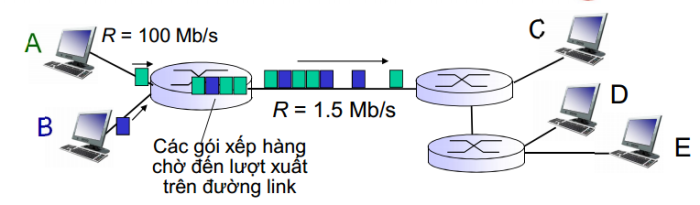 A
R = 100 Mb/s
C
B
R = 1.5 Mb/s
D
E
Các gói xếp hàng
chờ đến lượt xuất
trên đường link